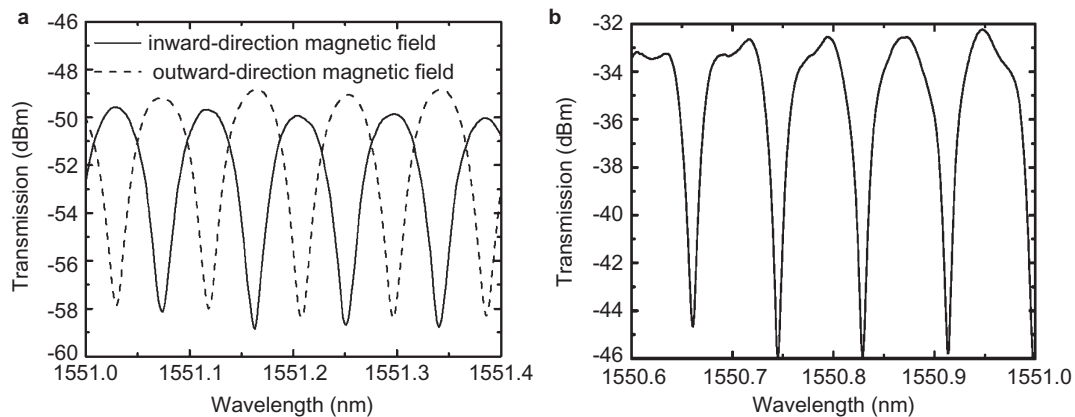 a
inward-direction magnetic field
outward-direction magnetic field
-46
-48
-50
-52
-54
-56
-58
-60
Transmission (dBm)
1551.0 1551.1 1551.2 1551.3 1551.4
Wavelength (nm)
b
-32
-34
-36
-38
-40
-42
-44
-46
Transmission (dBm)
1550.6 1550.7 1550.8 1550.9 1551.0
Wavelength (nm)